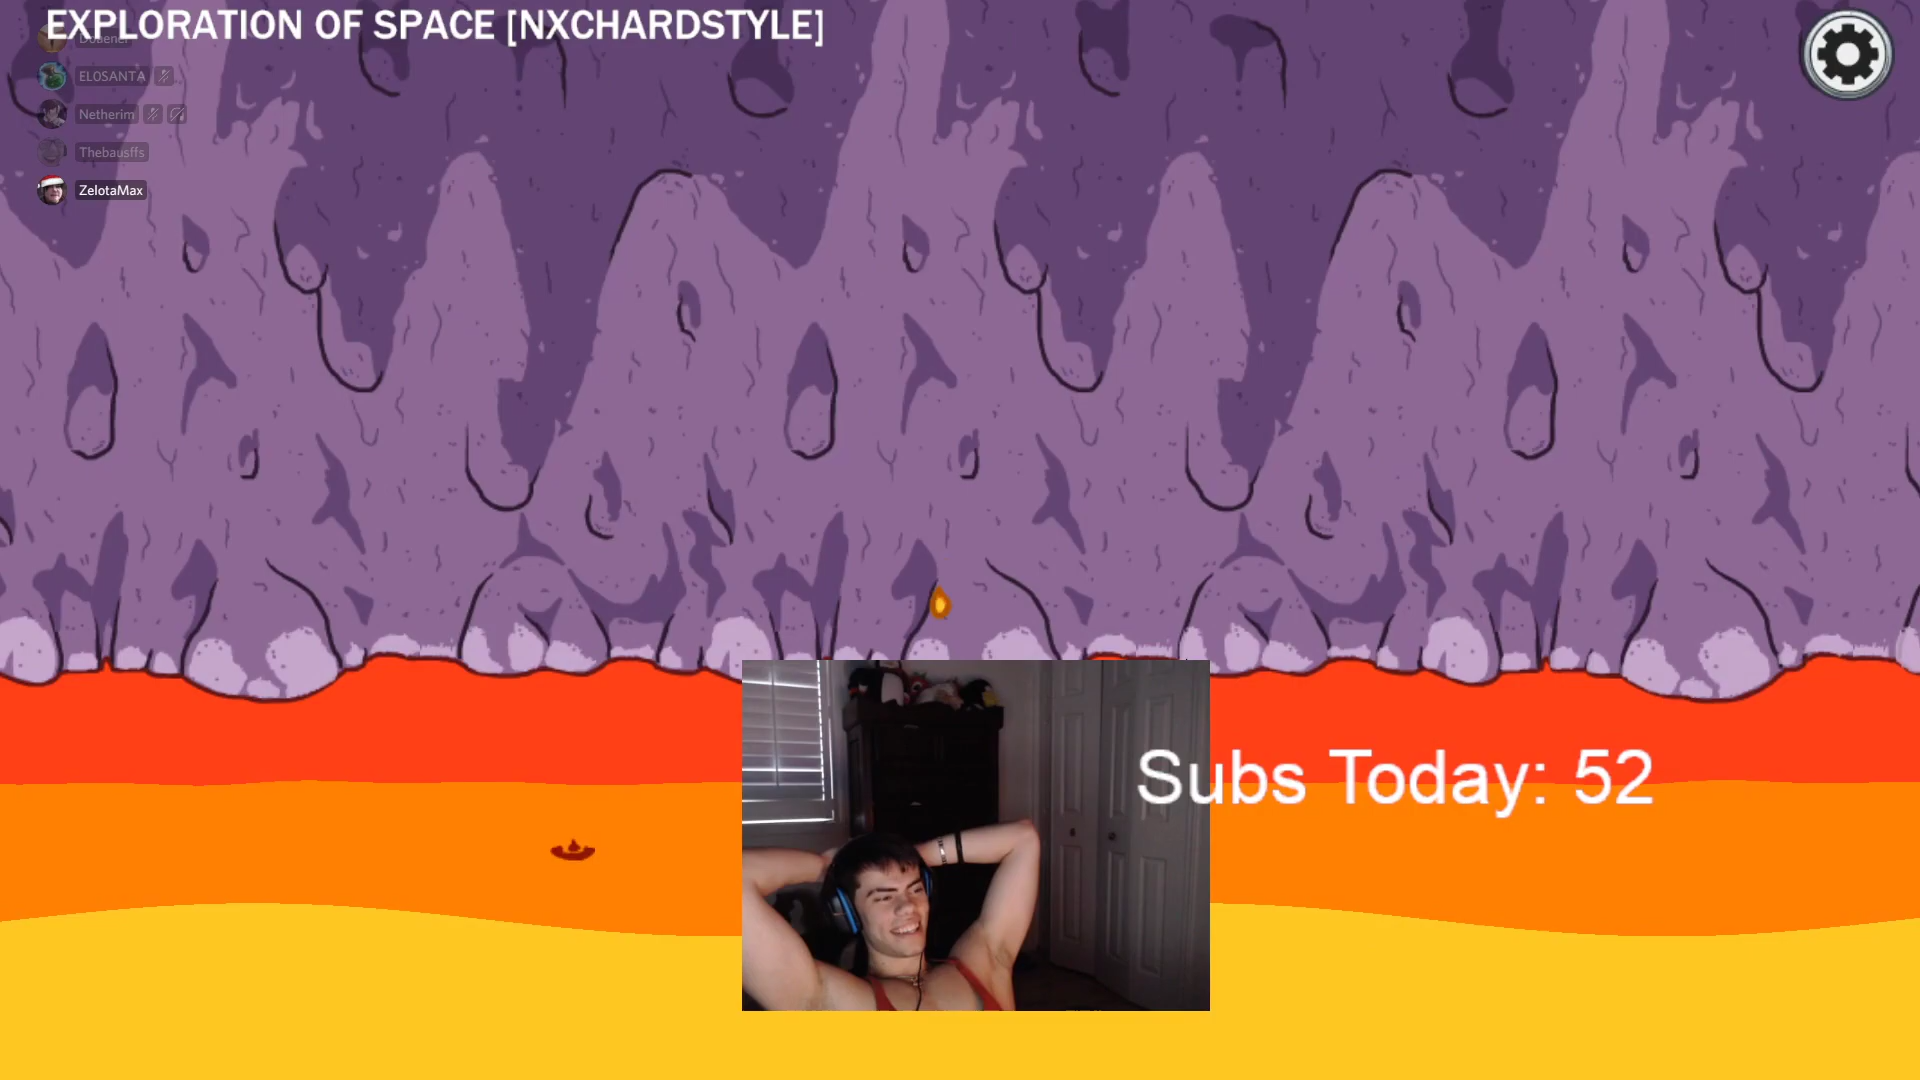 EXPLORATION OF SPACE [NXCHARDSTYLE]
ELOSANTA
Netherim
Thebausffs
ZelotaMax
Subs Today: 52